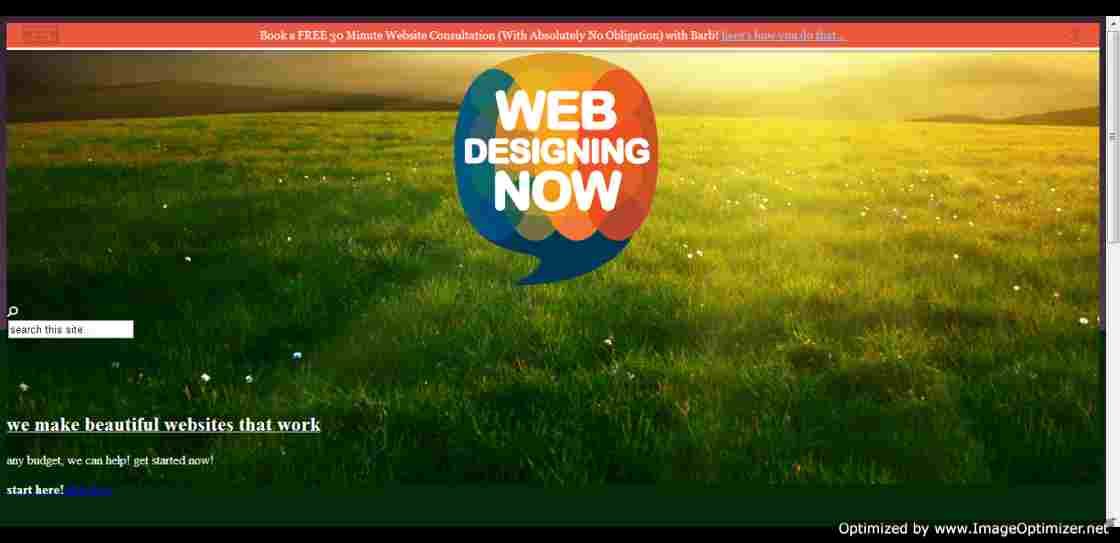 Book a FREE 30 Minute Website Consultation (With Absolutely No Obligation) with Barb! here's how you do that...
WEB
DESIGNING
NOW
search this site
we make beautiful websites that work
any budget, we can help! get started now!
start here!
Optimized by www.ImageOptimizer.net